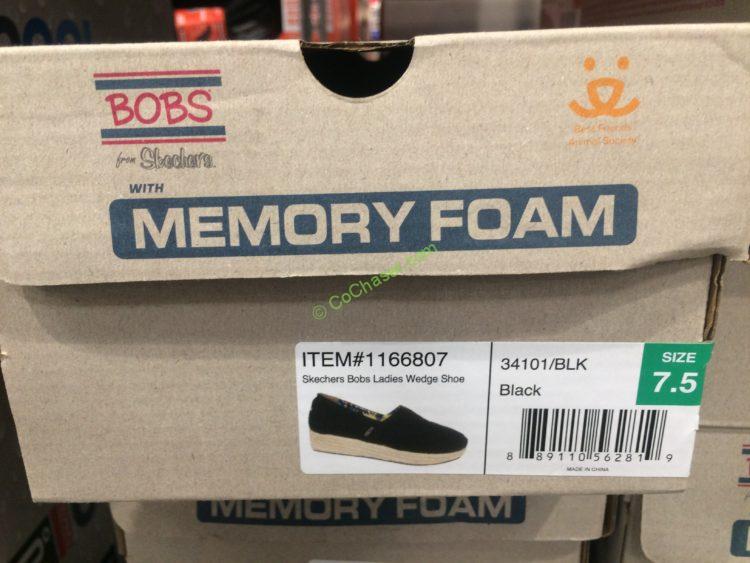 BOBS
from Skechers
WITH
MEMORY FOAM
Best Friends
Animal Society
© CoChaser.com
ITEM#1166807
Skechers Bobs Ladies Wedge Shoe
34101/BLK
Black
SIZE
7.5
8 89110 56281 9
MADE IN CHINA
MEMORY FOAM